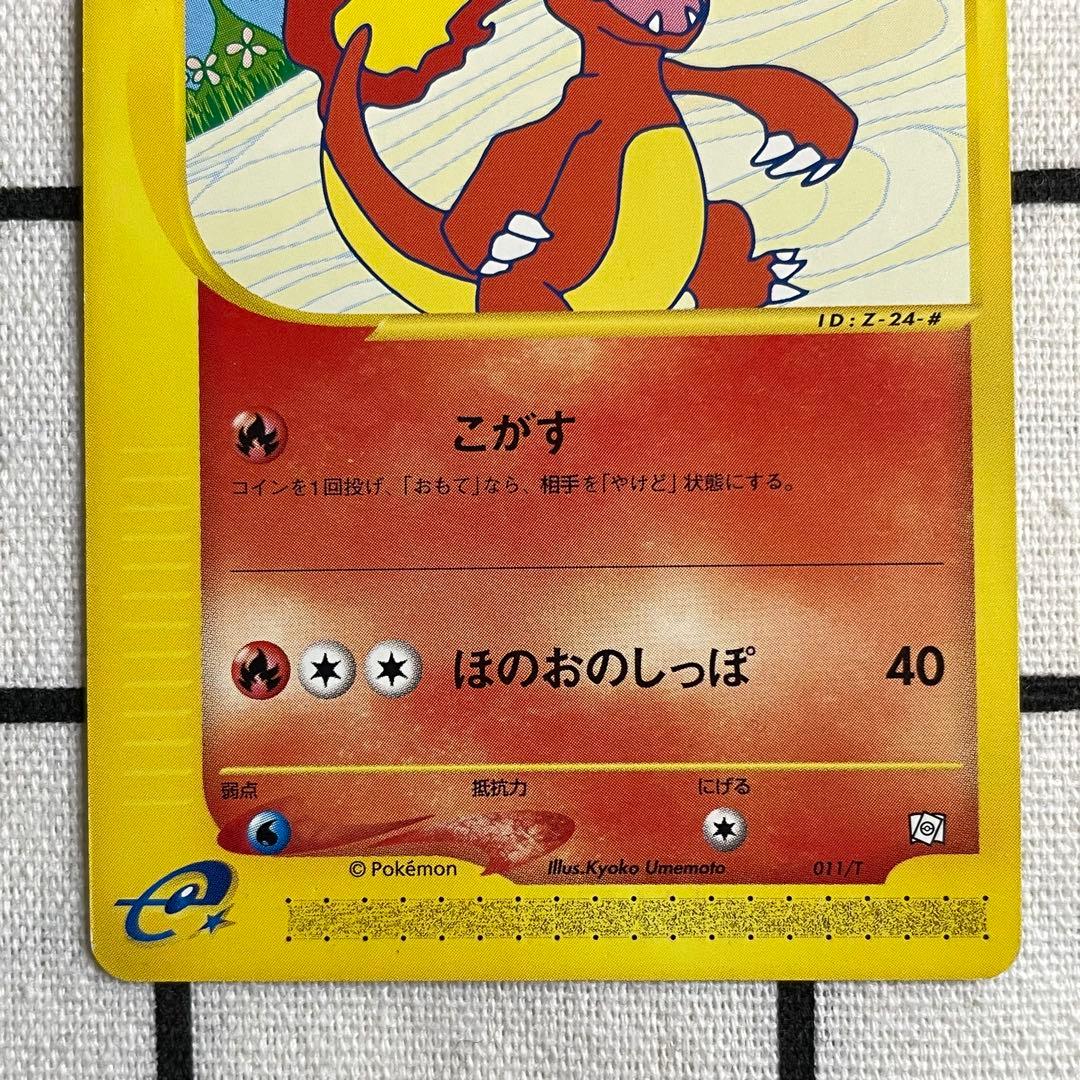 ID : Z-24-#
こがす
コインを1回投げ、「おもて」なら、相手を「やけど」状態にする。
ほのおのしっぽ 40
弱点 抵抗力 にげる
© Pokémon Illus.Kyoko Umemoto 011/T
e